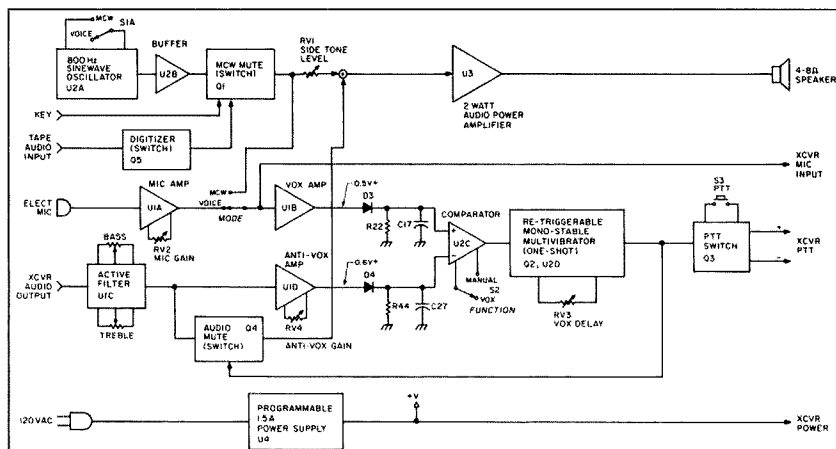 MCW
S1A
VOICE
800 Hz
SINEWAVE
OSCILLATOR
U2A
BUFFER
U2B
MCW MUTE
(SWITCH)
Q1
RV1
SIDE TONE
LEVEL
U3
2 WATT
AUDIO POWER
AMPLIFIER
4-8Ω
SPEAKER
KEY
TAPE
AUDIO
INPUT
DIGITIZER
(SWITCH)
Q5
XCVR
MIC
INPUT
ELECT
MIC
MIC AMP
U1A
RV2
MIC GAIN
MCW
VOICE
MODE
VOX AMP
U1B
0.5V+
D3
R22
C17
COMPARATOR
+
U2C
-
MANUAL
S2
VOX
FUNCTION
RE-TRIGGERABLE
MONO-STABLE
MULTIVIBRATOR
(ONE-SHOT)
Q2, U2D
RV3
VOX DELAY
S3
PTT
PTT
SWITCH
Q3
+
-
XCVR
PTT
BASS
XCVR
AUDIO
OUTPUT
ACTIVE
FILTER
U1C
TREBLE
ANTI-VOX
AMP
U1D
RV4
0.6V+
D4
R44
C27
AUDIO Q4
MUTE
(SWITCH)
ANTI-VOX GAIN
120VAC
PROGRAMMABLE
1.5A
POWER SUPPLY
U4
+V
XCVR
POWER